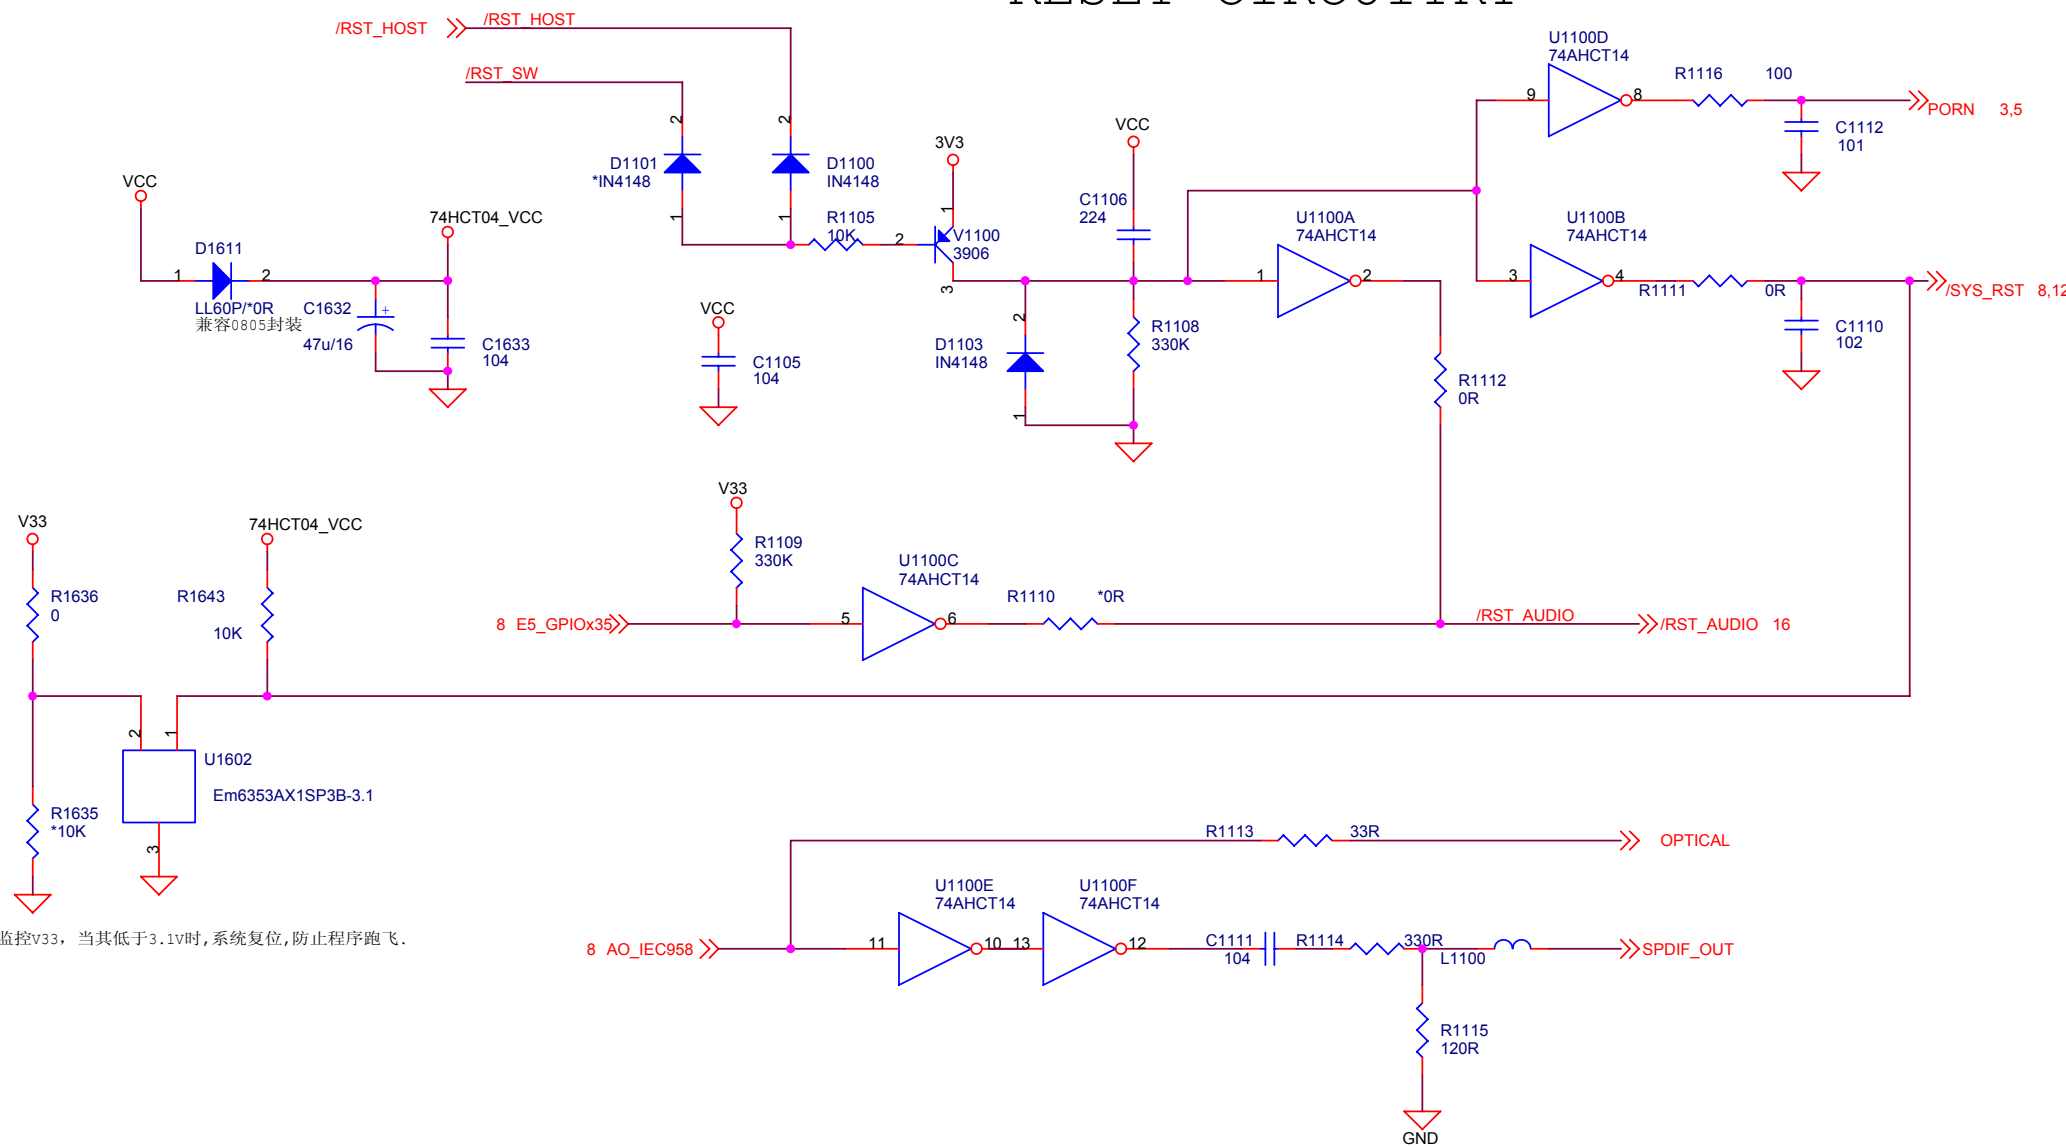 RESET CIRCUITRY
/RST_HOST
/RST_HOST
/RST_SW
2
2
D1101
*IN4148
D1100
IN4148
1
1
R1105
10K
2
3V3
1
V1100
3906
3
VCC
C1106
224
U1100D
74AHCT14
9
8
R1116
100
PORN 3,5
C1112
101
VCC
D1611
1
2
LL60P/*0R
兼容0805封装
74HCT04_VCC
C1632
+
47u/16
C1633
104
VCC
C1105
104
2
D1103
IN4148
1
R1108
330K
U1100A
74AHCT14
1
2
U1100B
74AHCT14
3
4
R1111
0R
/SYS_RST 8,12
C1110
102
R1112
0R
V33
R1636
0
74HCT04_VCC
R1643
10K
V33
R1109
330K
8 E5_GPIOx35
U1100C
74AHCT14
5
6
R1110
*0R
/RST_AUDIO
/RST_AUDIO 16
2
1
U1602
Em6353AX1SP3B-3.1
3
R1635
*10K
监控V33，当其低于3.1V时,系统复位,防止程序跑飞.
R1113
33R
OPTICAL
8 AO_IEC958
U1100E
74AHCT14
11
10
U1100F
74AHCT14
13
12
C1111
104
R1114
330R
L1100
SPDIF_OUT
R1115
120R
GND